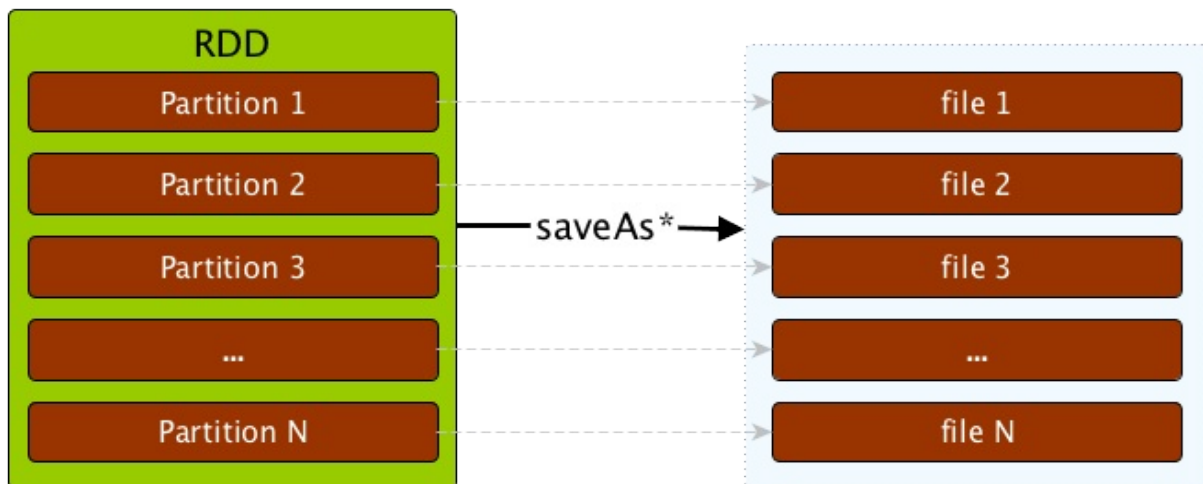 RDD
Partition 1
file 1
Partition 2
file 2
saveAs*
Partition 3
file 3
...
...
Partition N
file N